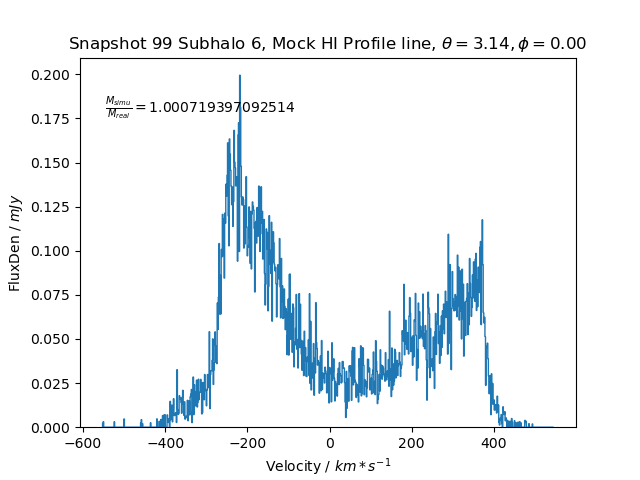 Snapshot 99 Subhalo 6, Mock HI Profile line, θ = 3.14, ϕ = 0.00
0.200
M_simu/M_real = 1.000719397092514
0.175
0.150
0.125
0.100
0.075
0.050
0.025
0.000
FluxDen / mJy
−600 −400 −200 0 200 400
Velocity / km * s⁻¹